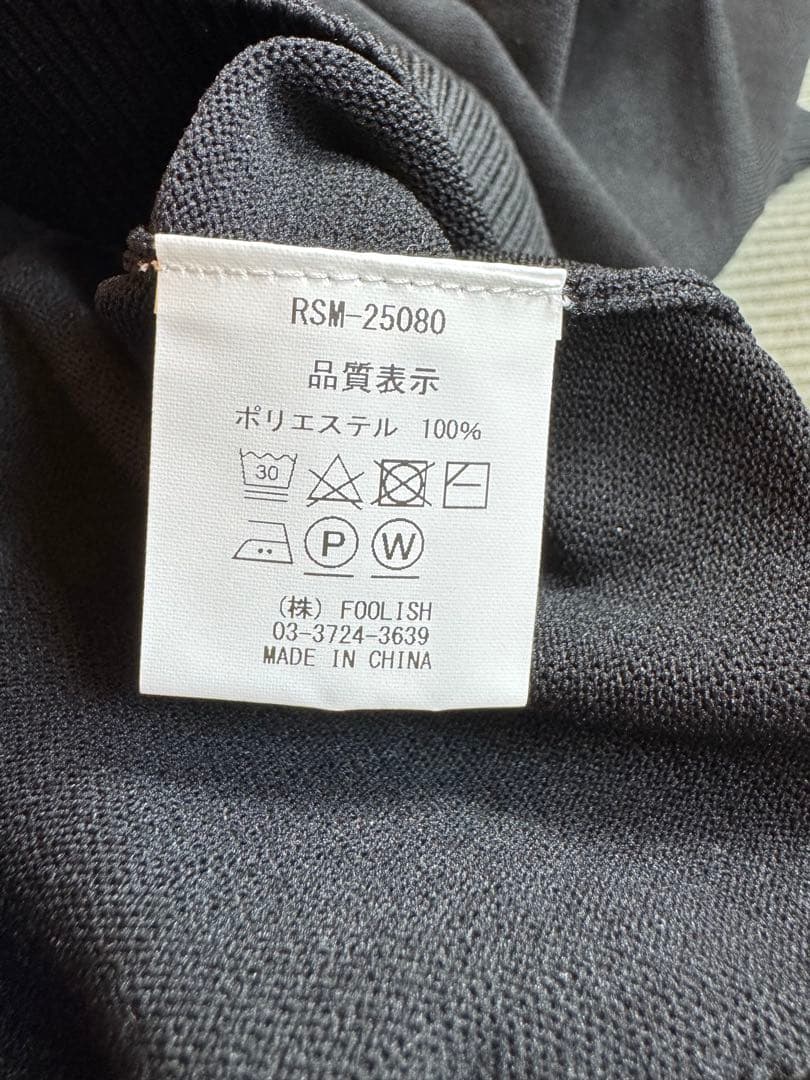 RSM-25080
品質表示
ポリエステル 100%
30
P W
(株) FOOLISH
03-3724-3639
MADE IN CHINA